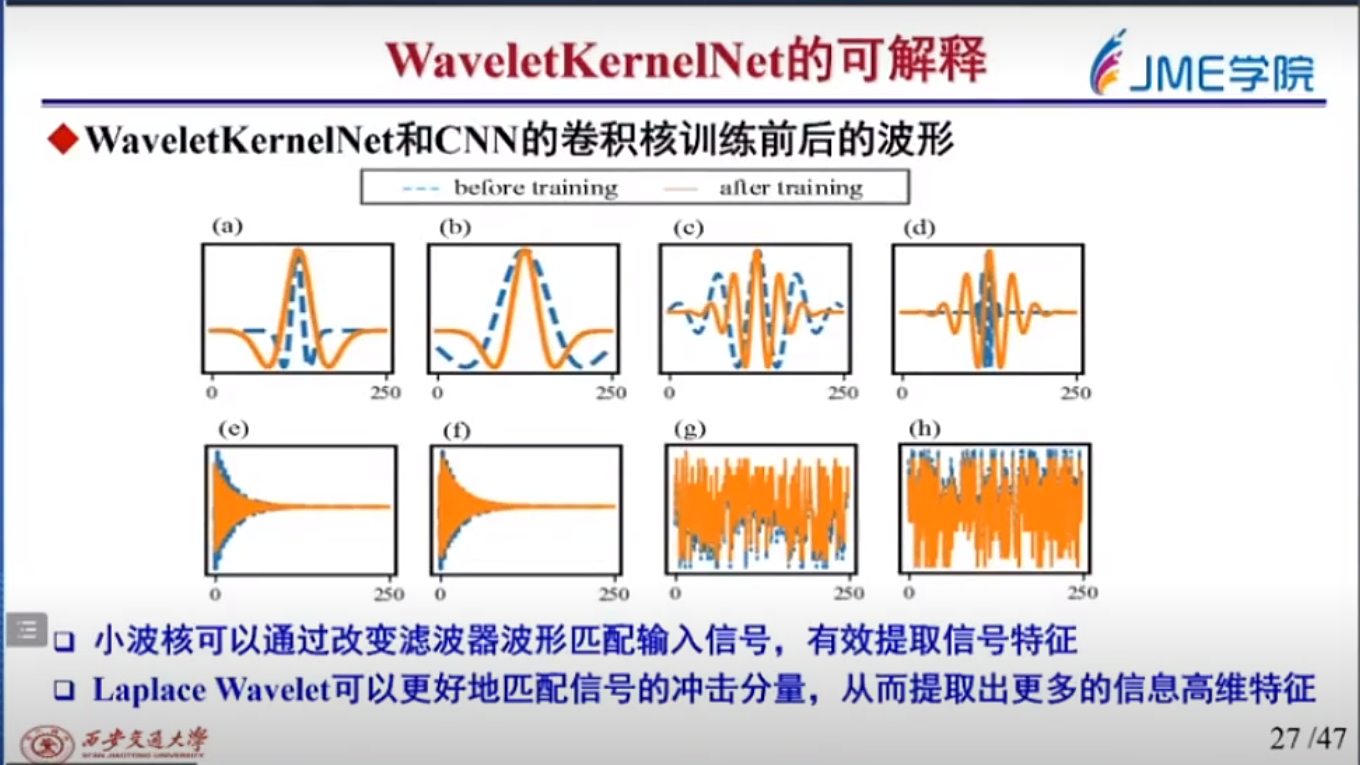 WaveletKernelNet的可解释
JME学院
WaveletKernelNet和CNN的卷积核训练前后的波形
before training after training
(a) (b) (c) (d)
0 250 0 250 0 250 0 250
(e) (f) (g) (h)
0 250 0 250 0 250 0 250
小波核可以通过改变滤波器波形匹配输入信号，有效提取信号特征
Laplace Wavelet可以更好地匹配信号的冲击分量，从而提取出更多的信息高维特征
西安交通大学
XI'AN JIAOTONG UNIVERSITY
27 /47